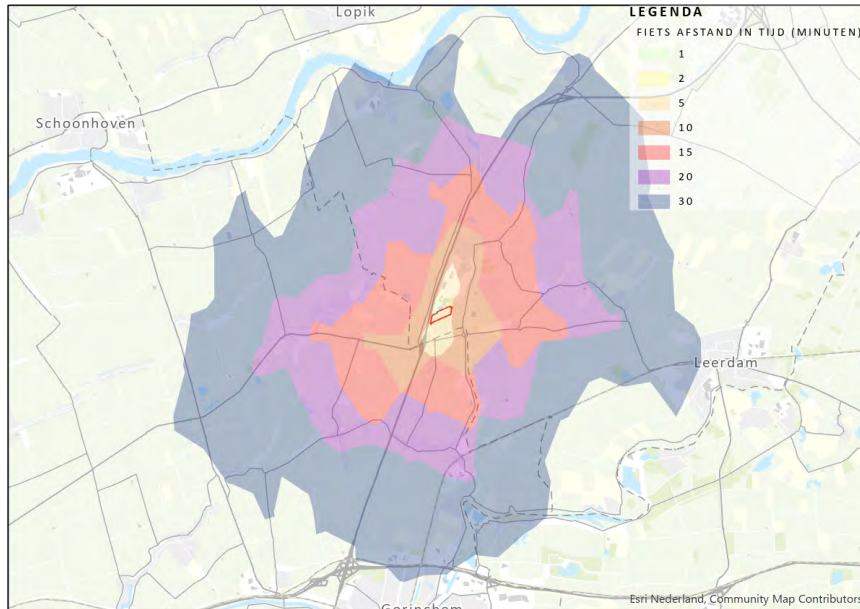 Lopik
LEGENDA
FIETS AFSTAND IN TIJD (MINUTEN)
1
2
5
10
15
20
30
Schoonhoven
Leerdam
Gorinchem
Esri Nederland, Community Map Contributors